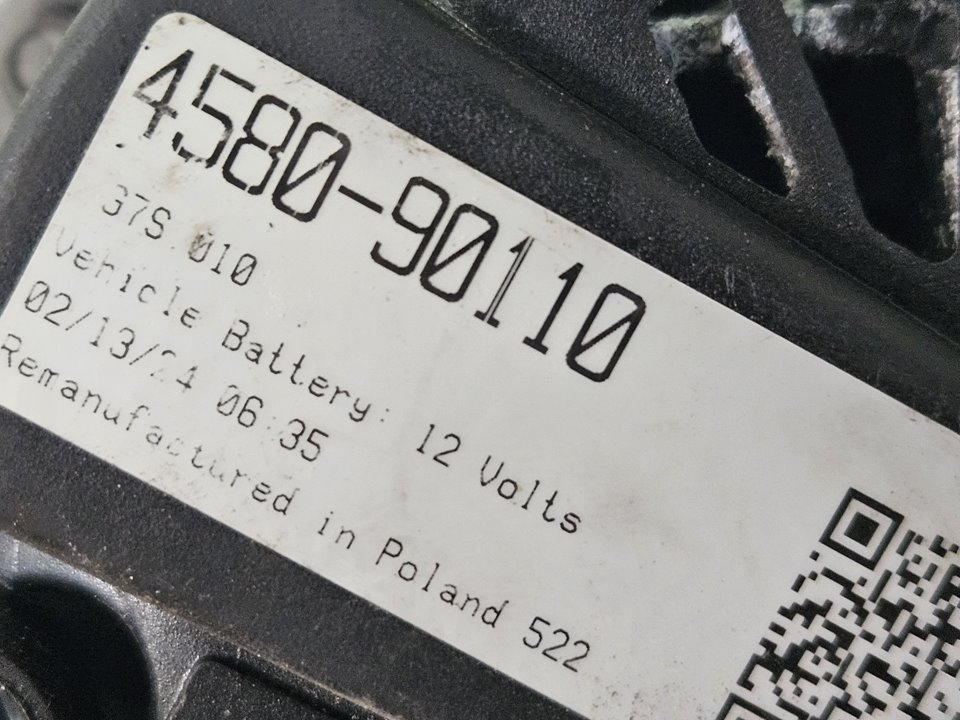 4580-90110
37S 010
Vehicle Battery: 12 Volts
02/13/24 06:35
Remanufactured in Poland 522